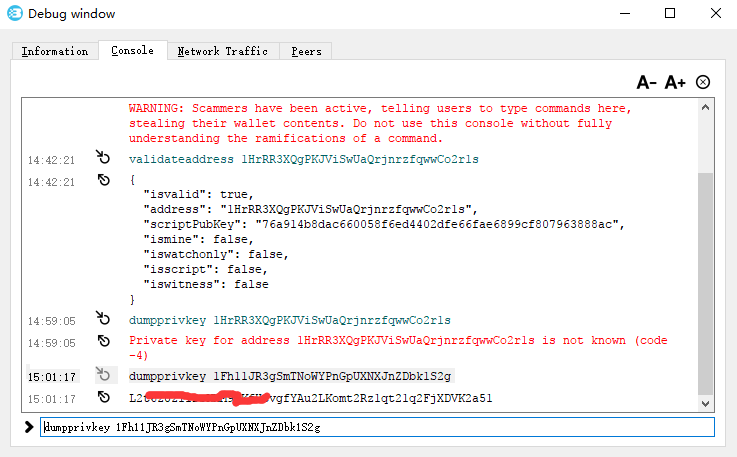 Debug window
Information Console Network Traffic Peers
A- A+
WARNING: Scammers have been active, telling users to type commands here,
stealing their wallet contents. Do not use this console without fully
understanding the ramifications of a command.
14:42:21 validateaddress 1HrRR3XQgPKJViSwUaQrjnrzfqwwCo2r1s
14:42:21 {
"isvalid": true,
"address": "1HrRR3XQgPKJViSwUaQrjnrzfqwwCo2r1s",
"scriptPubKey": "76a914b8dac660058f6ed4402dfe66fae6899cf807963888ac",
"ismine": false,
"iswatchonly": false,
"isscript": false,
"iswitness": false
}
14:59:05 dumpprivkey 1HrRR3XQgPKJViSwUaQrjnrzfqwwCo2r1s
14:59:05 Private key for address 1HrRR3XQgPKJViSwUaQrjnrzfqwwCo2r1s is not known (code
-4)
15:01:17 dumpprivkey 1Fh11JR3gSmTNoWYPnGpUXNXJnZDbk1S2g
15:01:17
dumpprivkey 1Fh11JR3gSmTNoWYPnGpUXNXJnZDbk1S2g